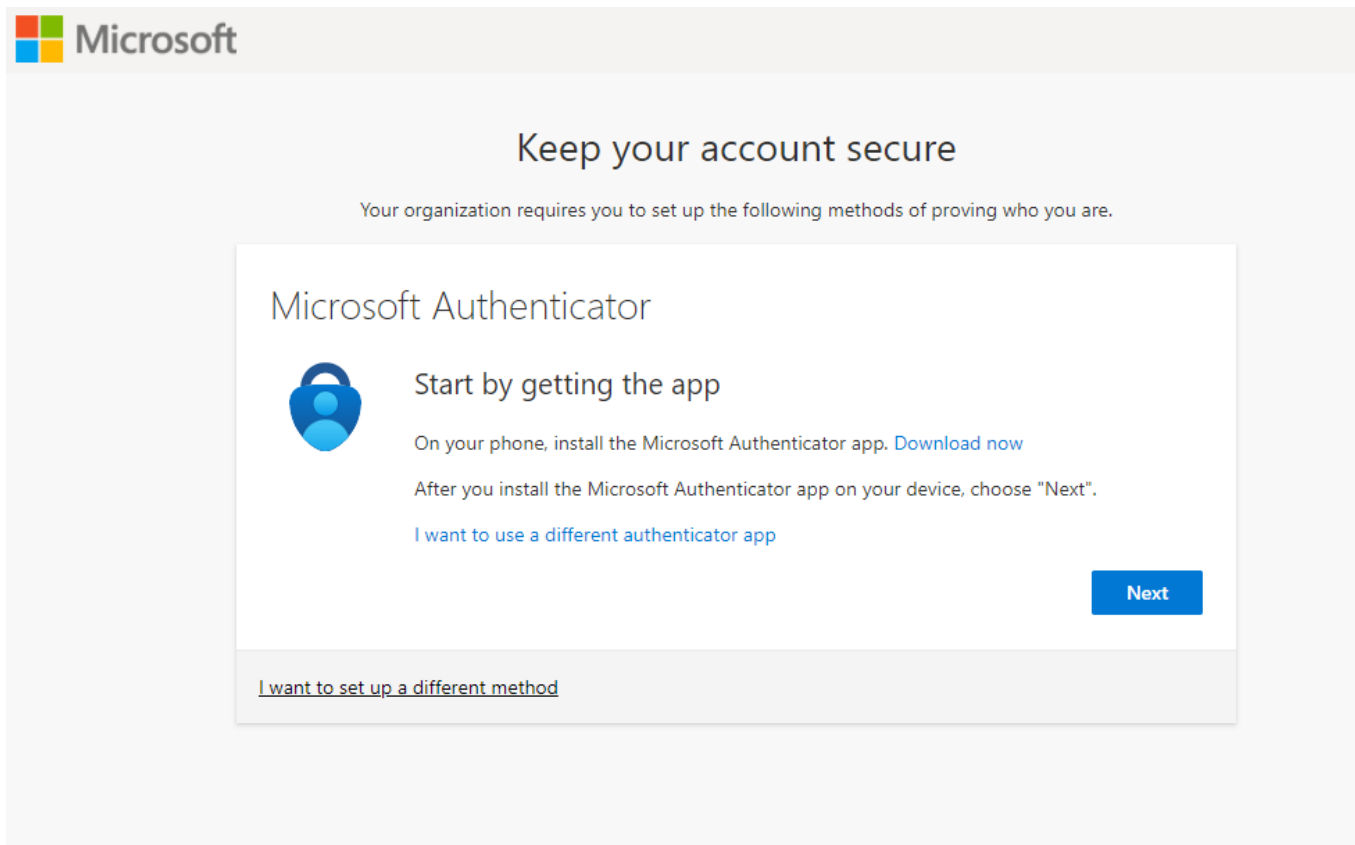 Microsoft
Keep your account secure
Your organization requires you to set up the following methods of proving who you are.
Microsoft Authenticator
Start by getting the app
On your phone, install the Microsoft Authenticator app. Download now
After you install the Microsoft Authenticator app on your device, choose "Next".
I want to use a different authenticator app
Next
I want to set up a different method